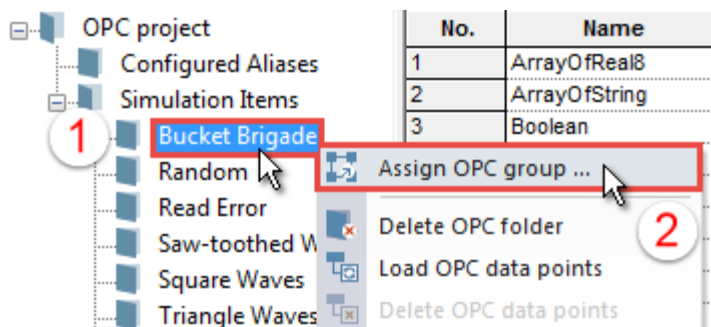 OPC project
Configured Aliases
Simulation Items
1 Bucket Brigade
Random
Read Error
Saw-toothed W
Square Waves
Triangle Waves
No. Name
1 ArrayOfReal8
2 ArrayOfString
3 Boolean
Assign OPC group ...
2
Delete OPC folder
Load OPC data points
Delete OPC data points